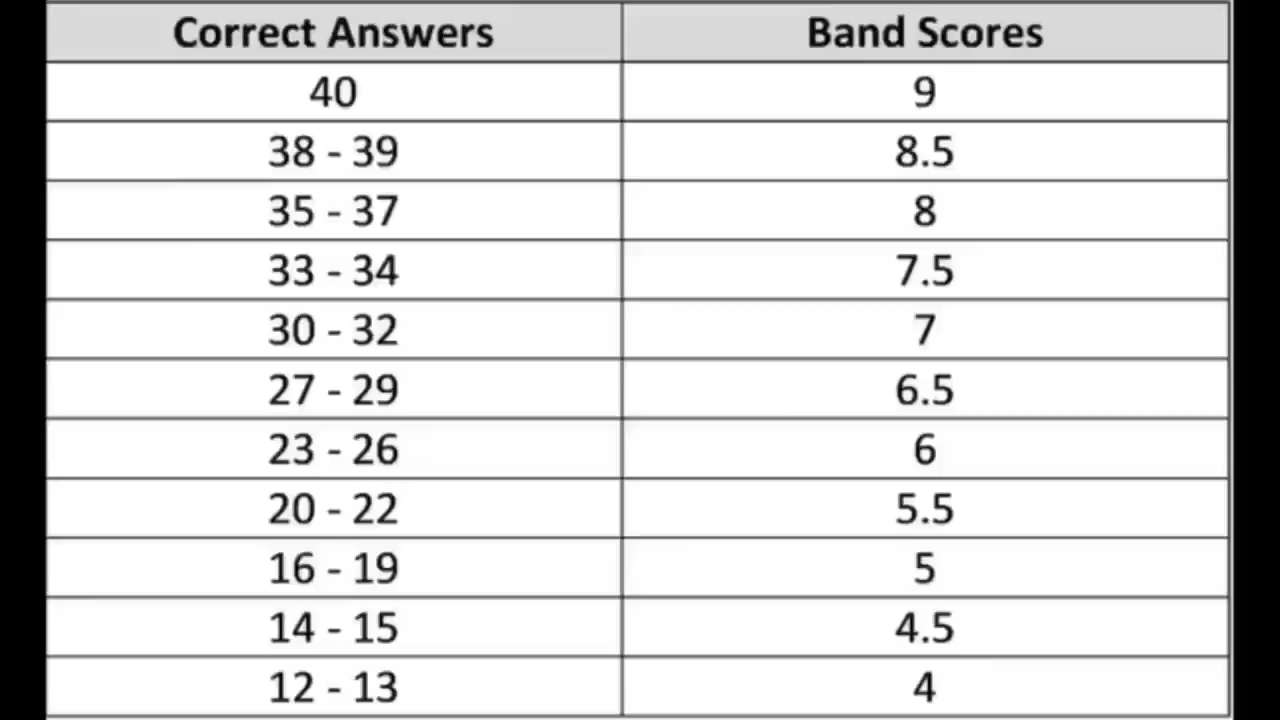 Correct Answers Band Scores
40 9
38 - 39 8.5
35 - 37 8
33 - 34 7.5
30 - 32 7
27 - 29 6.5
23 - 26 6
20 - 22 5.5
16 - 19 5
14 - 15 4.5
12 - 13 4